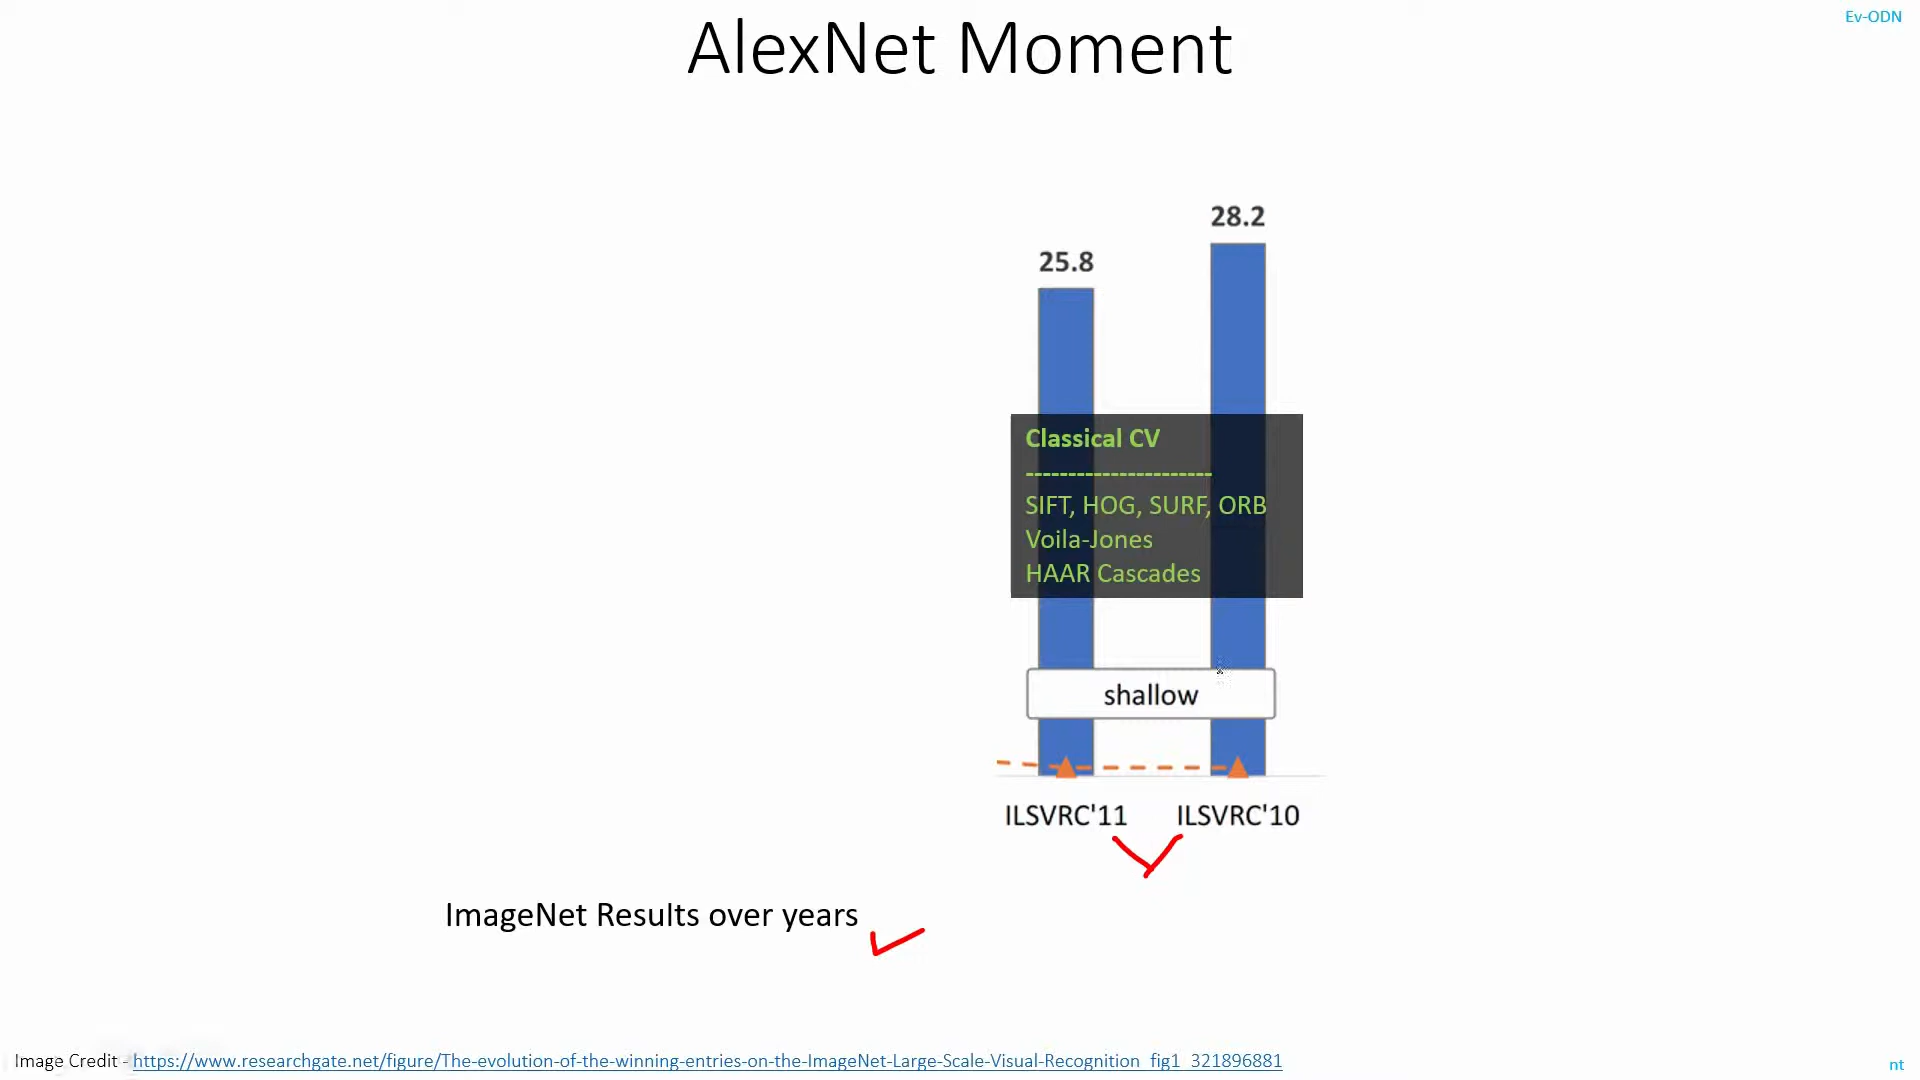 Ev-ODN
AlexNet Moment
28.2
25.8
Classical CV
----------------------
SIFT, HOG, SURF, ORB
Voila-Jones
HAAR Cascades
shallow
ILSVRC'11 ILSVRC'10
ImageNet Results over years
Image Credit - https://www.researchgate.net/figure/The-evolution-of-the-winning-entries-on-the-ImageNet-Large-Scale-Visual-Recognition_fig1_321896881
nt